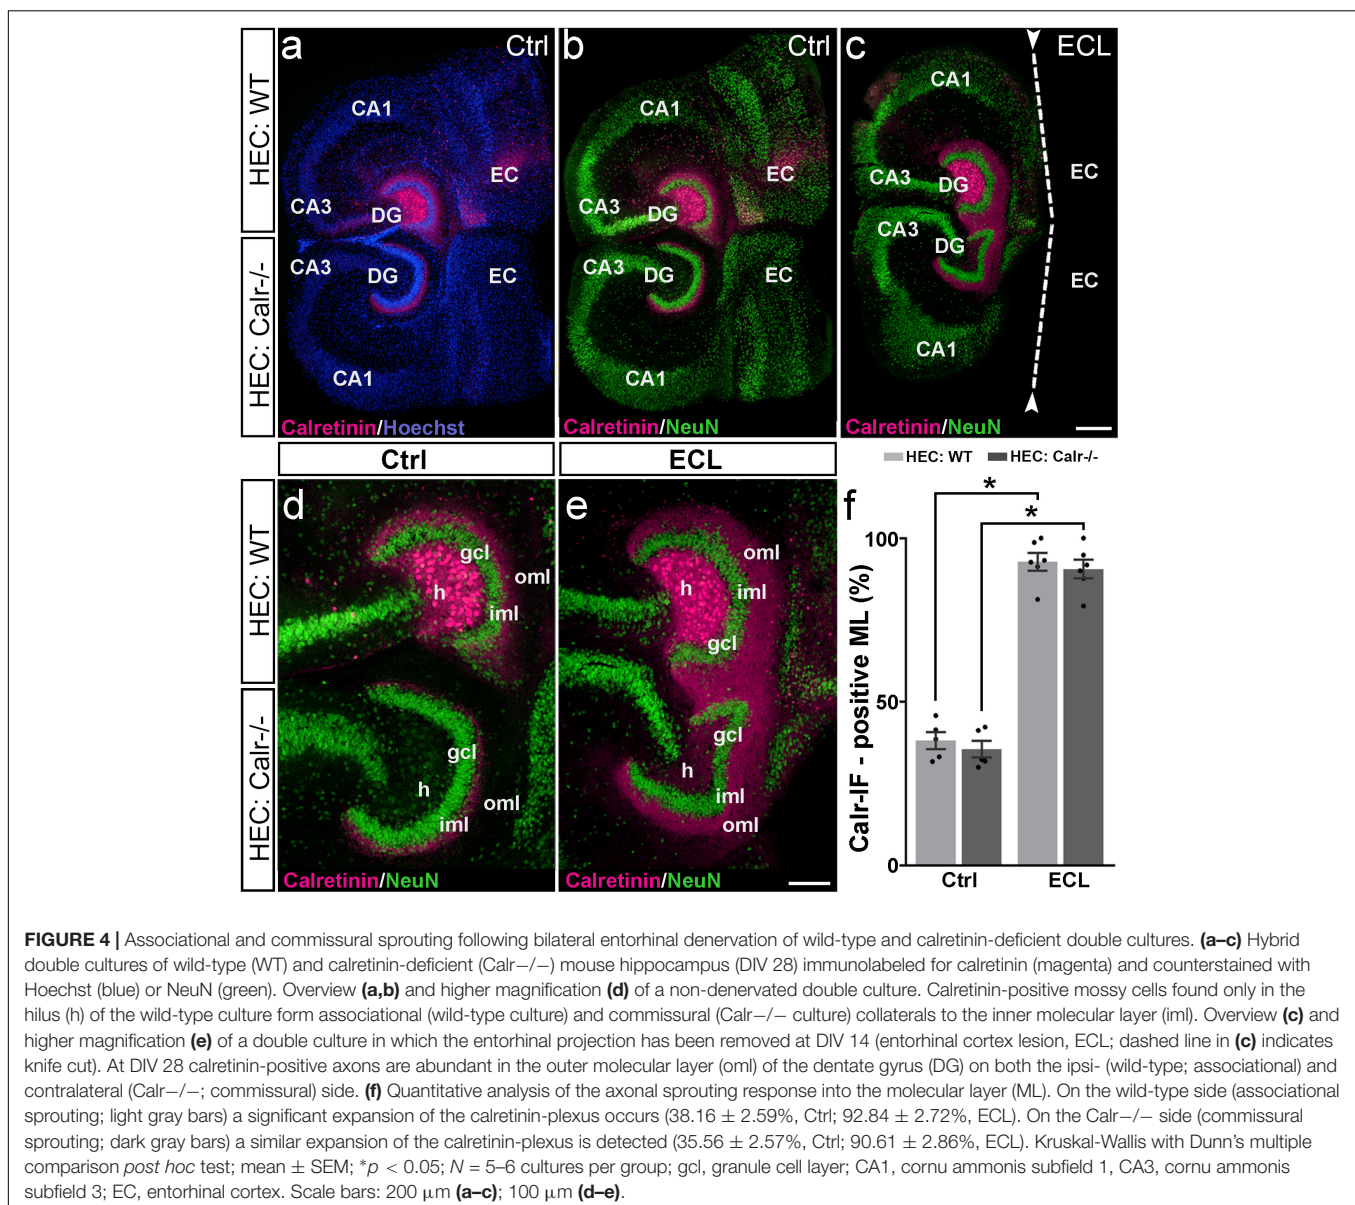 HEC: WT
HEC: Calr-/-
a
Ctrl
CA1
EC
CA3
DG
CA3
DG
EC
CA1
Calretinin/Hoechst
b
Ctrl
CA1
EC
CA3
DG
CA3
DG
EC
CA1
Calretinin/NeuN
c
ECL
CA1
CA3
DG
EC
CA3
DG
EC
CA1
Calretinin/NeuN
Ctrl
ECL
HEC: WT
HEC: Calr-/-
d
gcl
oml
h
iml
gcl
h
oml
iml
Calretinin/NeuN
e
oml
h
iml
gcl
gcl
h
iml
oml
Calretinin/NeuN
HEC: WT
HEC: Calr-/-
f
*
*
Calr-IF - positive ML (%)
100
50
0
Ctrl
ECL
FIGURE 4 | Associational and commissural sprouting following bilateral entorhinal denervation of wild-type and calretinin-deficient double cultures. (a–c) Hybrid
double cultures of wild-type (WT) and calretinin-deficient (Calr−/−) mouse hippocampus (DIV 28) immunolabeled for calretinin (magenta) and counterstained with
Hoechst (blue) or NeuN (green). Overview (a,b) and higher magnification (d) of a non-denervated double culture. Calretinin-positive mossy cells found only in the
hilus (h) of the wild-type culture form associational (wild-type culture) and commissural (Calr−/− culture) collaterals to the inner molecular layer (iml). Overview (c) and
higher magnification (e) of a double culture in which the entorhinal projection has been removed at DIV 14 (entorhinal cortex lesion, ECL; dashed line in (c) indicates
knife cut). At DIV 28 calretinin-positive axons are abundant in the outer molecular layer (oml) of the dentate gyrus (DG) on both the ipsi- (wild-type; associational) and
contralateral (Calr−/−; commissural) side. (f) Quantitative analysis of the axonal sprouting response into the molecular layer (ML). On the wild-type side (associational
sprouting; light gray bars) a significant expansion of the calretinin-plexus occurs (38.16 ± 2.59%, Ctrl; 92.84 ± 2.72%, ECL). On the Calr−/− side (commissural
sprouting; dark gray bars) a similar expansion of the calretinin-plexus is detected (35.56 ± 2.57%, Ctrl; 90.61 ± 2.86%, ECL). Kruskal-Wallis with Dunn's multiple
comparison post hoc test; mean ± SEM; *p < 0.05; N = 5–6 cultures per group; gcl, granule cell layer; CA1, cornu ammonis subfield 1, CA3, cornu ammonis
subfield 3; EC, entorhinal cortex. Scale bars: 200 μm (a–c); 100 μm (d–e).